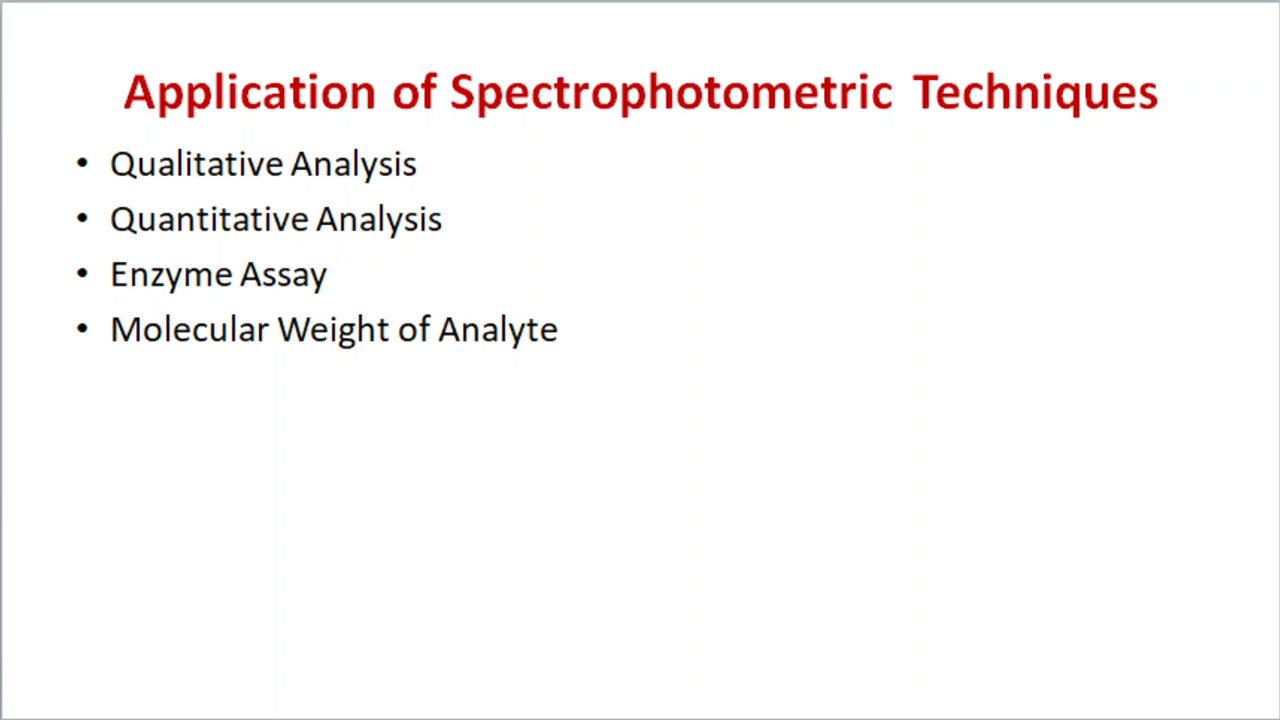 Application of Spectrophotometric Techniques
• Qualitative Analysis
• Quantitative Analysis
• Enzyme Assay
• Molecular Weight of Analyte